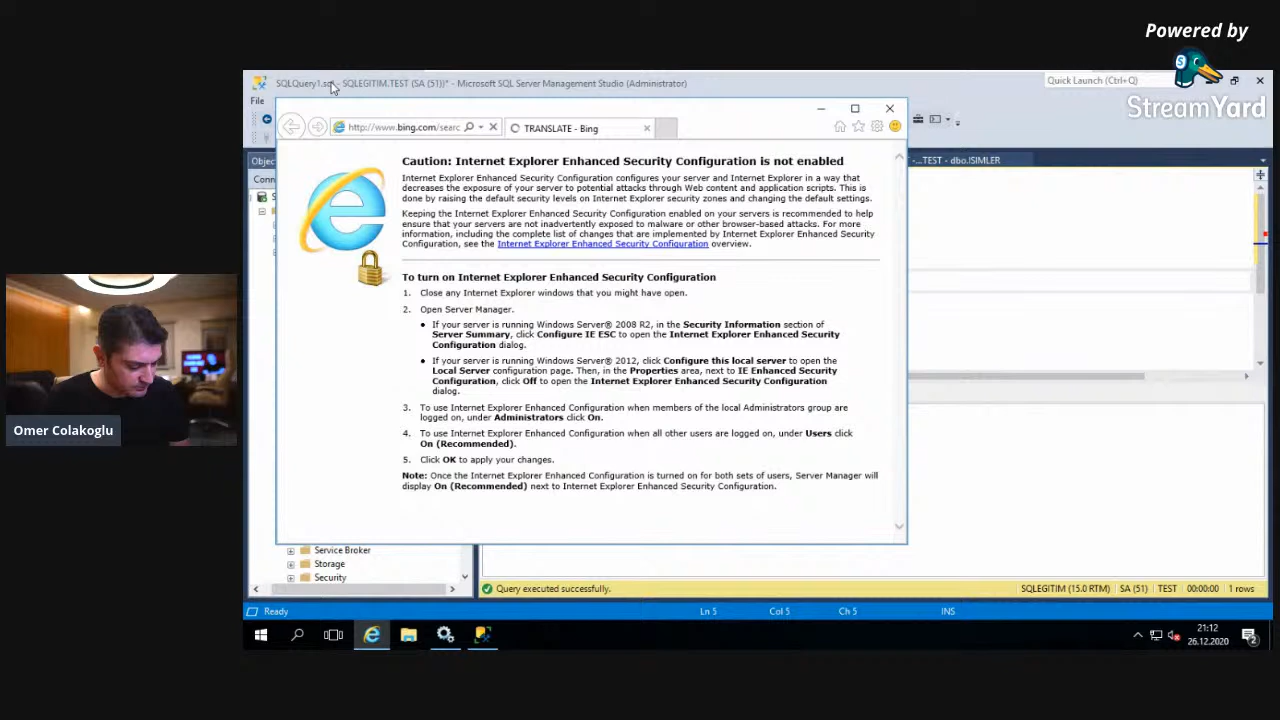 Powered by
StreamYard
SQLQuery1.sql - SQLEGITIM.TEST (SA (51))* - Microsoft SQL Server Management Studio (Administrator)
Quick Launch (Ctrl+Q)
File
http://www.bing.com/searc
TRANSLATE - Bing
Objec
...TEST - dbo.ISIMLER
Conn
Caution: Internet Explorer Enhanced Security Configuration is not enabled
Internet Explorer Enhanced Security Configuration configures your server and Internet Explorer in a way that
decreases the exposure of your server to potential attacks through Web content and application scripts. This is
done by raising the default security levels on Internet Explorer security zones and changing the default settings.
Keeping the Internet Explorer Enhanced Security Configuration enabled on your servers is recommended to help
ensure that your servers are not inadvertently exposed to malware or other browser-based attacks. For more
information, including the complete list of changes that are implemented by Internet Explorer Enhanced Security
Configuration, see the Internet Explorer Enhanced Security Configuration overview.
To turn on Internet Explorer Enhanced Security Configuration
1. Close any Internet Explorer windows that you might have open.
2. Open Server Manager.
• If your server is running Windows Server® 2008 R2, in the Security Information section of
Server Summary, click Configure IE ESC to open the Internet Explorer Enhanced Security
Configuration dialog.
• If your server is running Windows Server® 2012, click Configure this local server to open the
Local Server configuration page. Then, in the Properties area, next to IE Enhanced Security
Configuration, click Off to open the Internet Explorer Enhanced Security Configuration
dialog.
3. To use Internet Explorer Enhanced Configuration when members of the local Administrators group are
logged on, under Administrators click On.
4. To use Internet Explorer Enhanced Configuration when all other users are logged on, under Users click
On (Recommended).
5. Click OK to apply your changes.
Note: Once the Internet Explorer Enhanced Configuration is turned on for both sets of users, Server Manager will
display On (Recommended) next to Internet Explorer Enhanced Security Configuration.
Omer Colakoglu
Service Broker
Storage
Security
Query executed successfully.
SQLEGITIM (15.0 RTM)
SA (51)
TEST
00:00:00
1 rows
Ready
Ln 5
Col 5
Ch 5
INS
21:12
26.12.2020
2